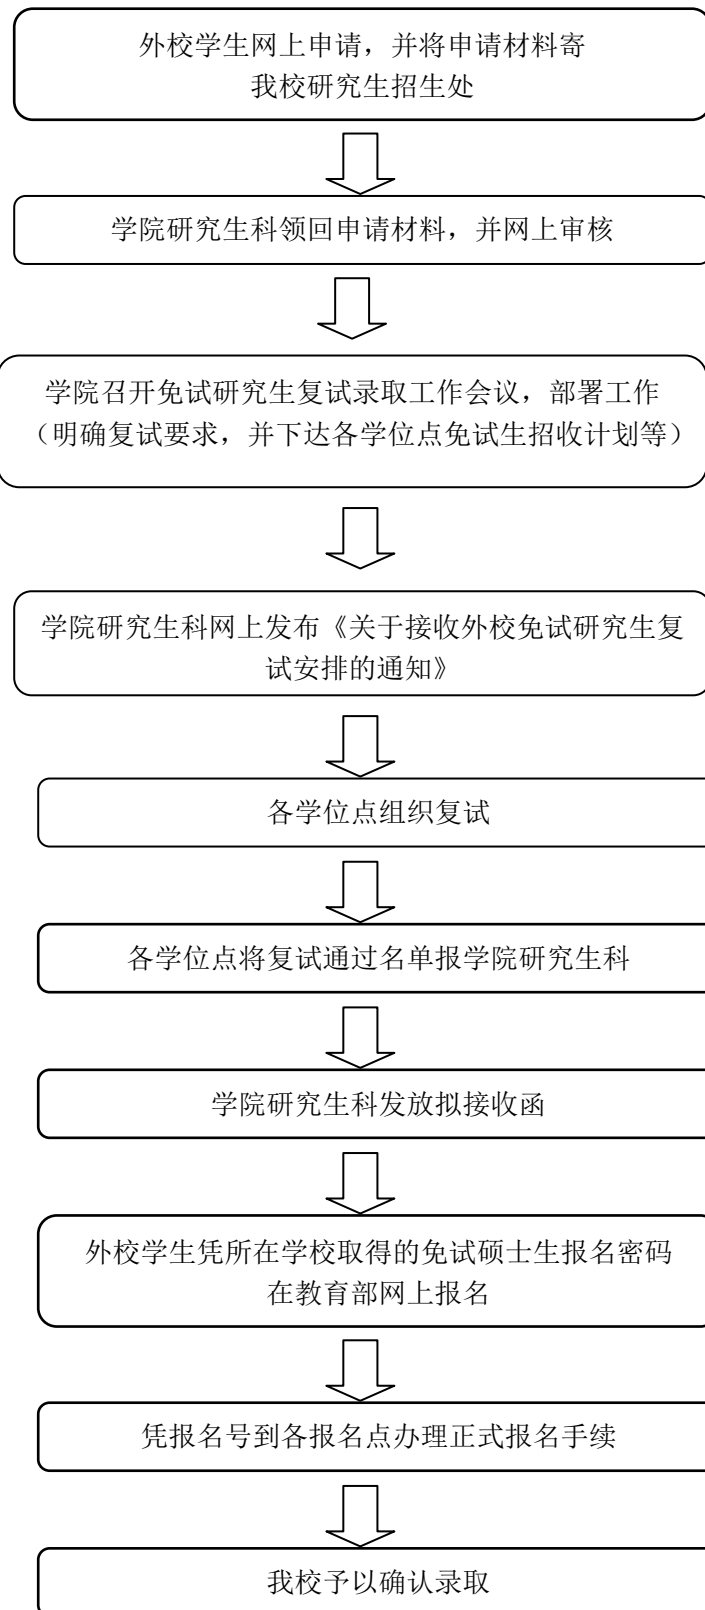 外校学生网上申请，并将申请材料寄
我校研究生招生处
学院研究生科领回申请材料，并网上审核
学院召开免试研究生复试录取工作会议，部署工作
（明确复试要求，并下达各学位点免试生招收计划等）
学院研究生科网上发布《关于接收外校免试研究生复
试安排的通知》
各学位点组织复试
各学位点将复试通过名单报学院研究生科
学院研究生科发放拟接收函
外校学生凭所在学校取得的免试硕士生报名密码
在教育部网上报名
凭报名号到各报名点办理正式报名手续
我校予以确认录取